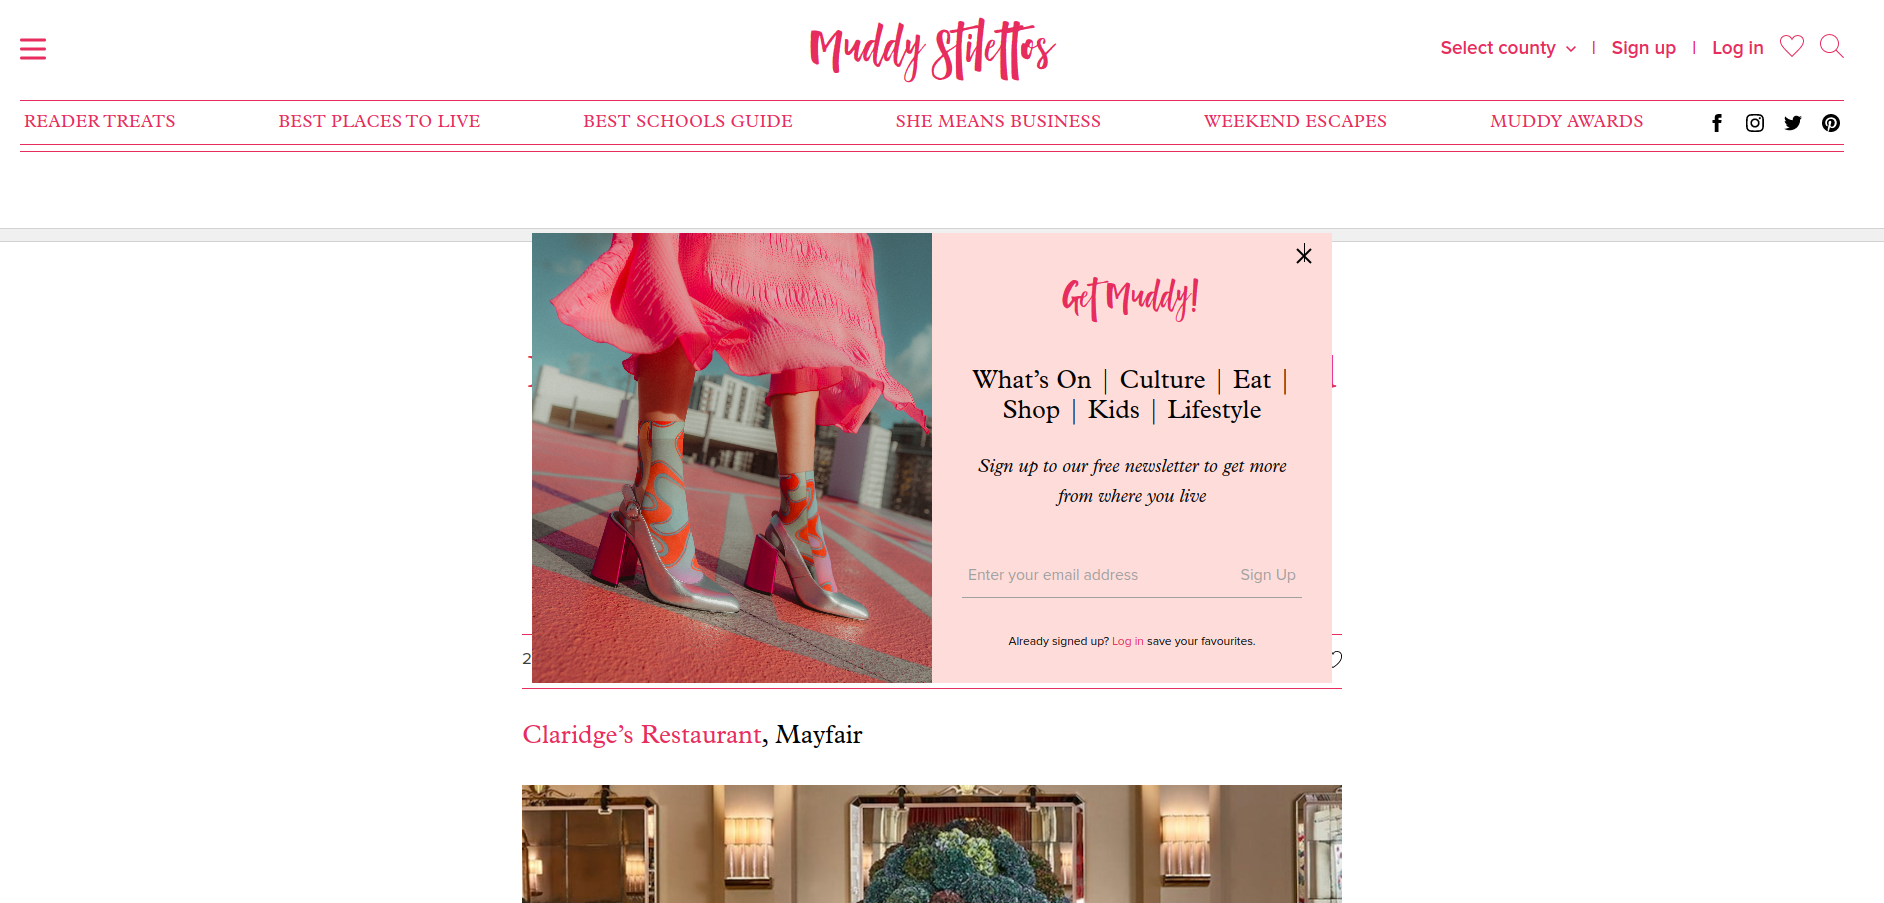 Muddy Stilettos
Select county
Sign up
Log in
READER TREATS
BEST PLACES TO LIVE
BEST SCHOOLS GUIDE
SHE MEANS BUSINESS
WEEKEND ESCAPES
MUDDY AWARDS
Get Muddy!
What's On | Culture | Eat |
Shop | Kids | Lifestyle
Sign up to our free newsletter to get more
from where you live
Enter your email address
Sign Up
Already signed up? Log in save your favourites.
2
Claridge's Restaurant, Mayfair